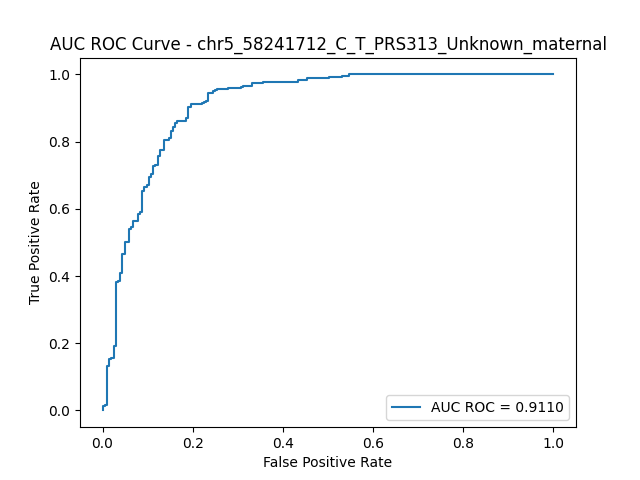 AUC ROC Curve - chr5_58241712_C_T_PRS313_Unknown_maternal
1.0
0.8
0.6
0.4
0.2
0.0
True Positive Rate
AUC ROC = 0.9110
0.0 0.2 0.4 0.6 0.8 1.0
False Positive Rate